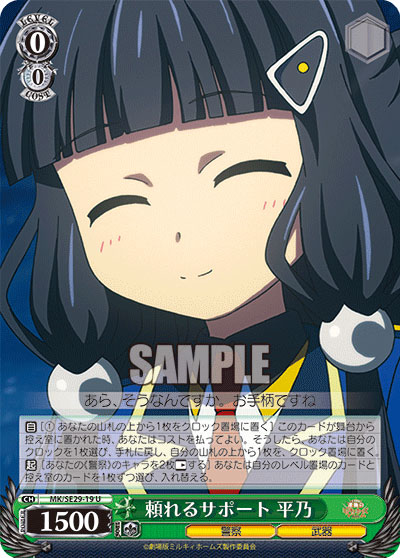 LEVEL
0
0
COST
SAMPLE
あら、そうなんですか。お手柄ですね
自［① あなたの山札の上から1枚をクロック置場に置く］このカードが舞台から
控え室に置かれた時、あなたはコストを払ってよい。そうしたら、あなたは自分の
クロックを1枚選び、手札に戻し、自分の山札の上から1枚をクロック置場に置く。
起［あなたの《警察》のキャラを2枚レストする］あなたは自分のレベル置場のカードと
控え室のカードを1枚ずつ選び、入れ替える。
CH MK/SE29-19 U
POWER
1500
頼れるサポート 平乃
警察 武器
©劇場版ミルキィホームズ製作委員会